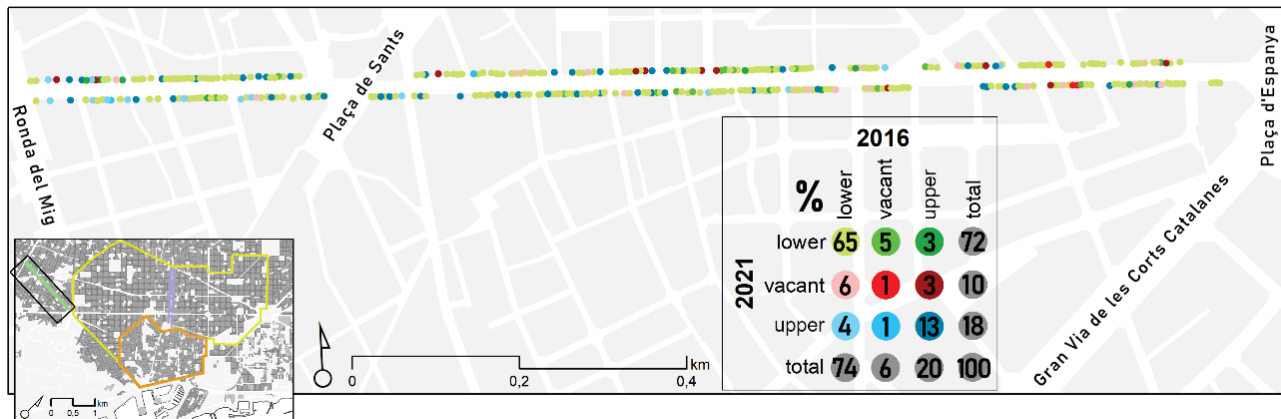 Plaça de Sants
Ronda del Mig
Plaça d'Espanya
Gran Via de les Corts Catalanes
2016
% lower vacant upper total
2021
lower 65 5 3 72
vacant 6 1 3 10
upper 4 1 13 18
total 74 6 20 100
km
0 0,2 0,4
km
0 0,5 1